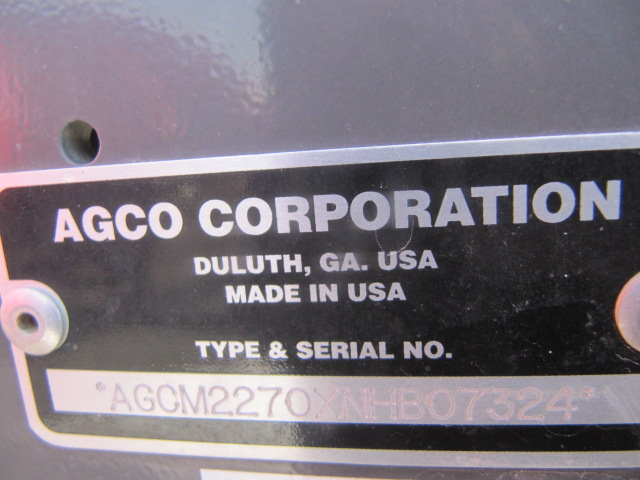 AGCO CORPORATION
DULUTH, GA. USA
MADE IN USA
TYPE & SERIAL NO.
*AGCM2270XNHB07324*